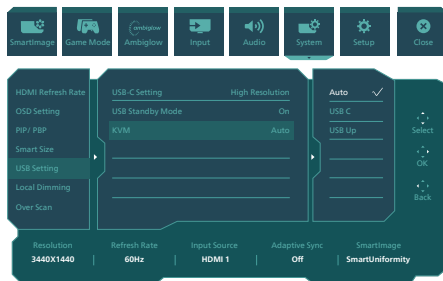 ambiglow
SmartImage Game Mode Ambiglow Input Audio System Setup Close
HDMI Refresh Rate USB-C Setting High Resolution Auto
OSD Setting USB Standby Mode On USB C
PIP/ PBP KVM Auto USB Up Select
Smart Size
OK
USB Setting
Local Dimming Back
Over Scan
Resolution Refresh Rate Input Source Adaptive Sync SmartImage
3440X1440 60Hz HDMI 1 Off SmartUniformity